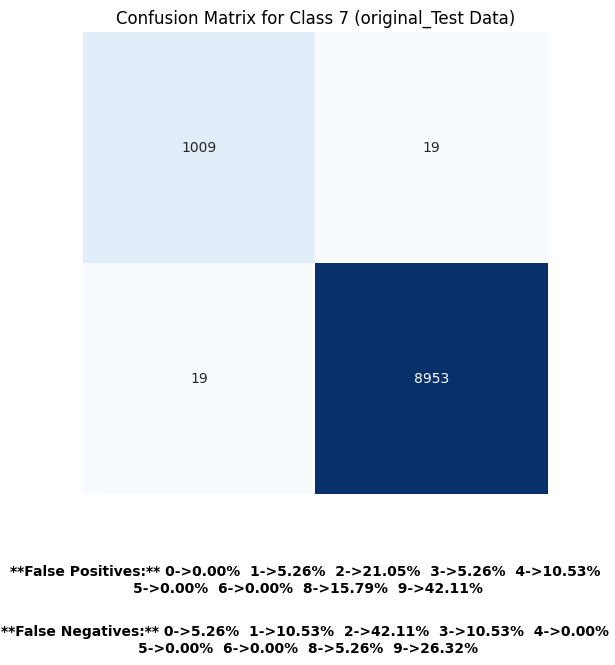 Confusion Matrix for Class 7 (original_Test Data)
1009 19
19 8953
**False Positives:** 0->0.00% 1->5.26% 2->21.05% 3->5.26% 4->10.53%
5->0.00% 6->0.00% 8->15.79% 9->42.11%
**False Negatives:** 0->5.26% 1->10.53% 2->42.11% 3->10.53% 4->0.00%
5->0.00% 6->0.00% 8->5.26% 9->26.32%